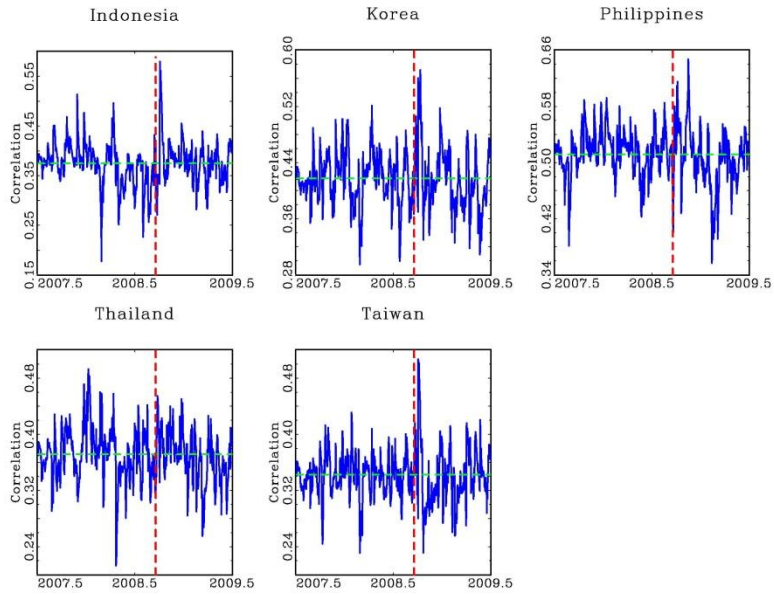 Indonesia
Korea
Philippines
Correlation
0.15 0.25 0.35 0.45 0.55
2007.5 2008.5 2009.5
Correlation
0.28 0.36 0.44 0.52 0.60
2007.5 2008.5 2009.5
Correlation
0.34 0.42 0.50 0.58 0.66
2007.5 2008.5 2009.5
Thailand
Taiwan
Correlation
0.24 0.32 0.40 0.48
2007.5 2008.5 2009.5
Correlation
0.24 0.32 0.40 0.48
2007.5 2008.5 2009.5